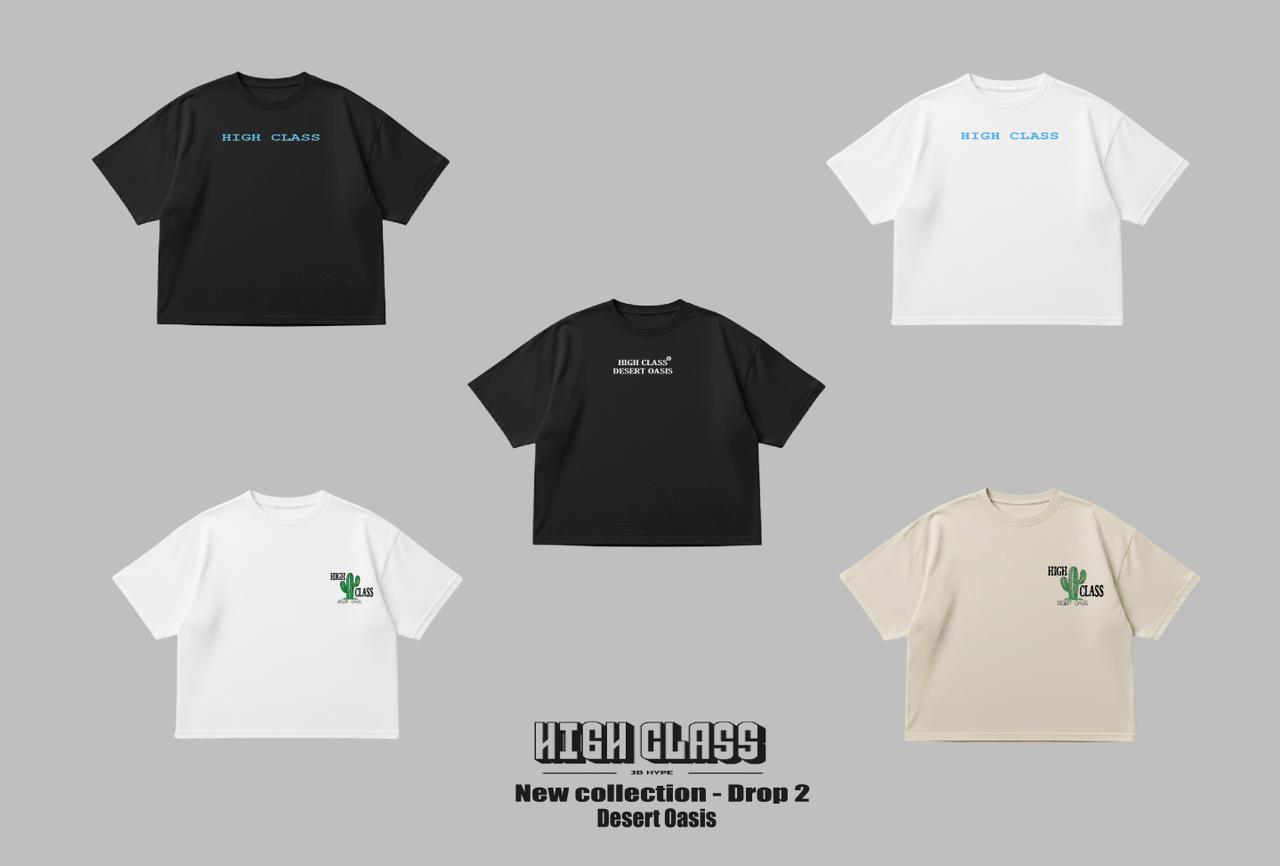 HIGH CLASS
HIGH CLASS
HIGH CLASS
DESERT OASIS
HIGH
CLASS
DESERT OASIS
HIGH
CLASS
DESERT OASIS
HIGH CLASS
JB HYPE
New collection - Drop 2
Desert Oasis